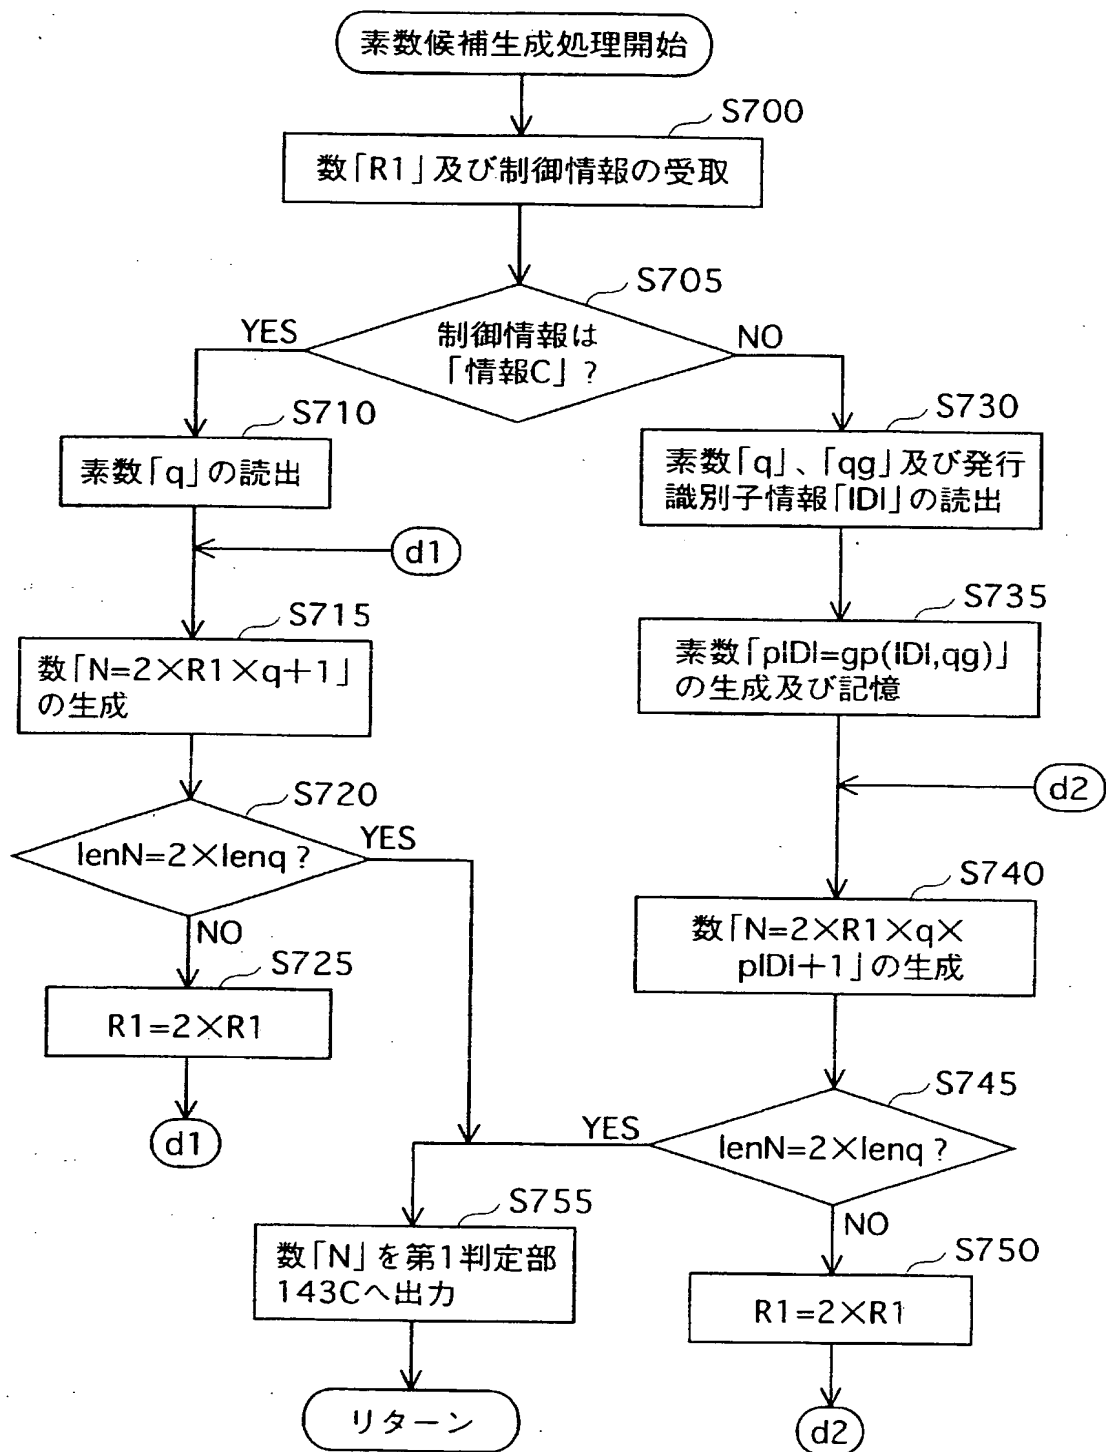 素数候補生成処理開始
S700
数「R1」及び制御情報の受取
S705
制御情報は
「情報C」?
YES
NO
S710
素数「q」の読出
d1
S715
数「N=2×R1×q+1」
の生成
S720
lenN=2×lenq?
YES
NO
S725
R1=2×R1
d1
S730
素数「q」、「qg」及び発行
識別子情報「IDI」の読出
S735
素数「pIDI=gp(IDI,qg)」
の生成及び記憶
d2
S740
数「N=2×R1×q×
pIDI+1」の生成
S745
lenN=2×lenq?
YES
NO
S750
R1=2×R1
d2
S755
数「N」を第1判定部
143Cへ出力
リターン